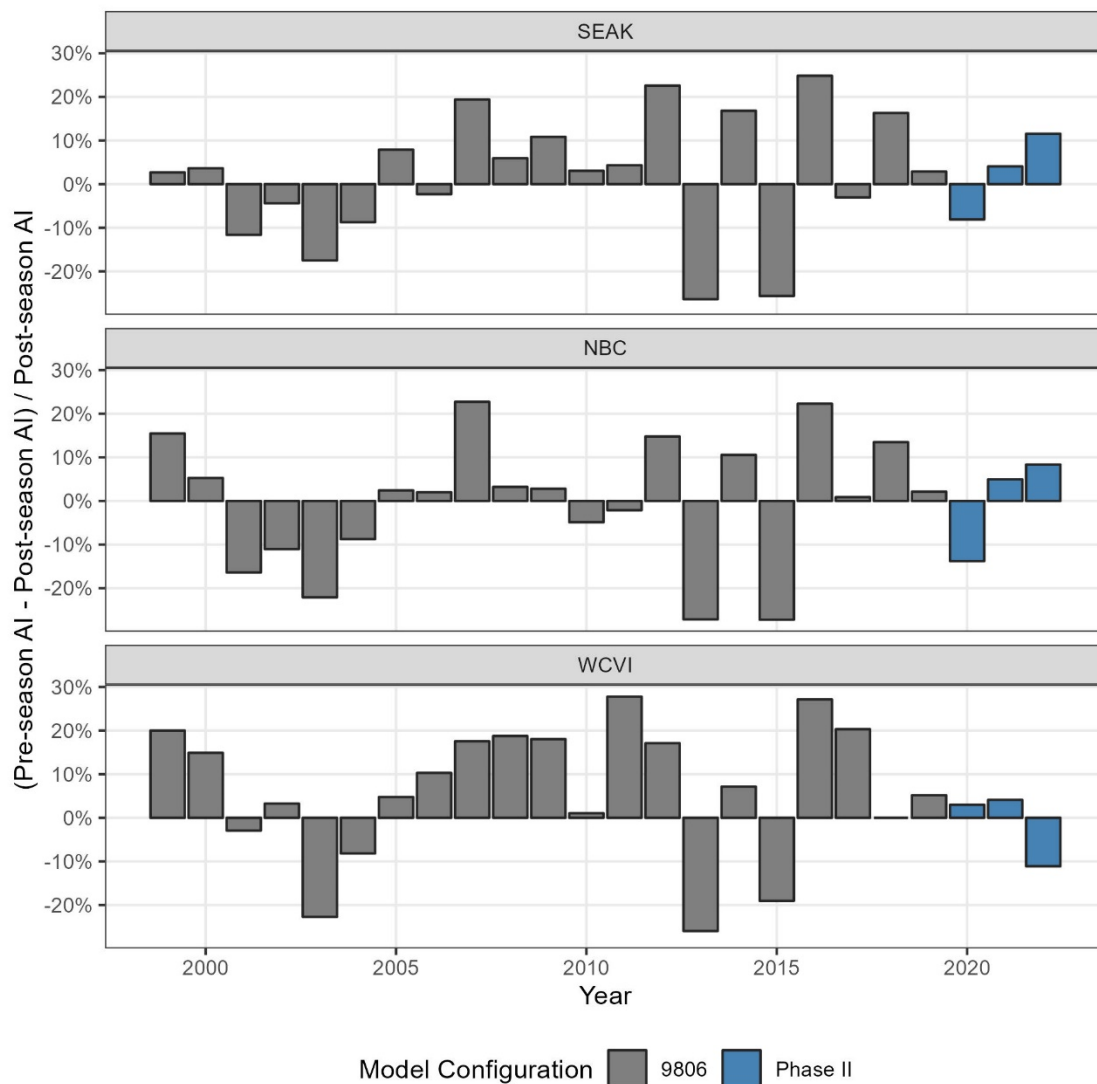 SEAK
30%
20%
10%
0%
-10%
-20%
NBC
30%
20%
10%
0%
-10%
-20%
WCVI
30%
20%
10%
0%
-10%
-20%
(Pre-season AI - Post-season AI) / Post-season AI
2000 2005 2010 2015 2020
Year
Model Configuration 9806 Phase II